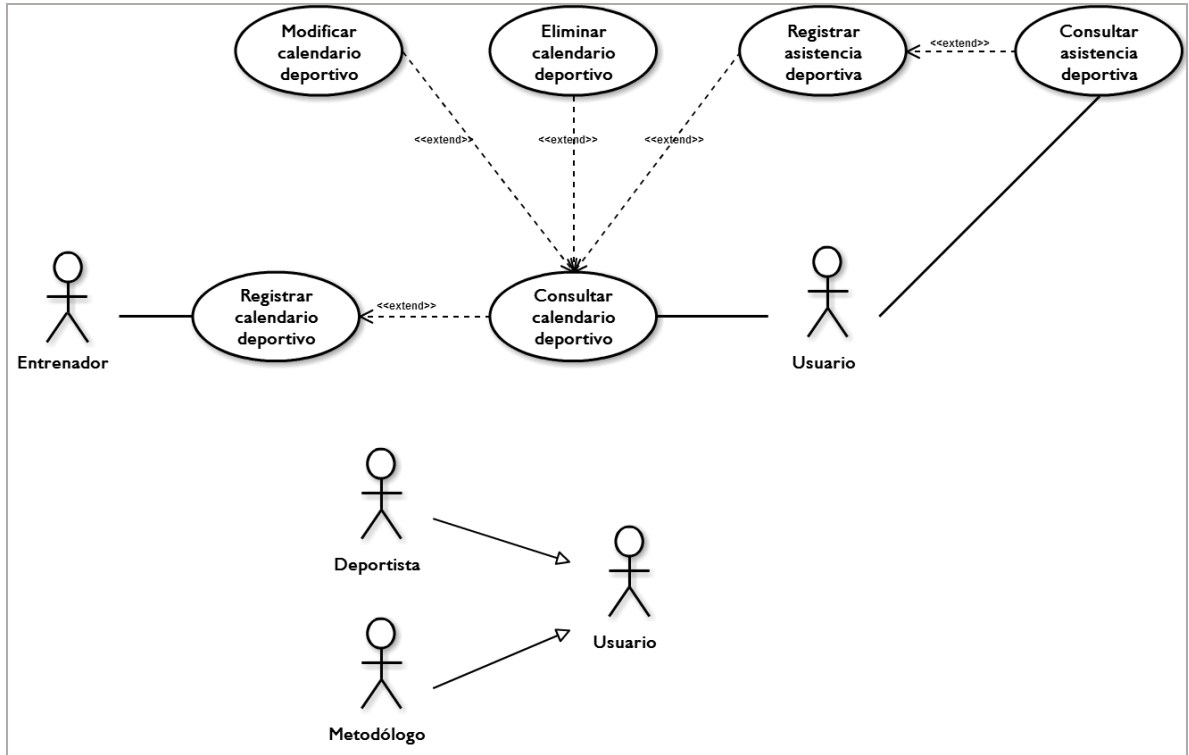 Modificar
calendario
deportivo
Eliminar
calendario
deportivo
Registrar
asistencia
deportiva
<<extend>>
Consultar
asistencia
deportiva
<<extend>>
<<extend>>
<<extend>>
Entrenador
Registrar
calendario
deportivo
<<extend>>
Consultar
calendario
deportivo
Usuario
Deportista
Usuario
Metodólogo